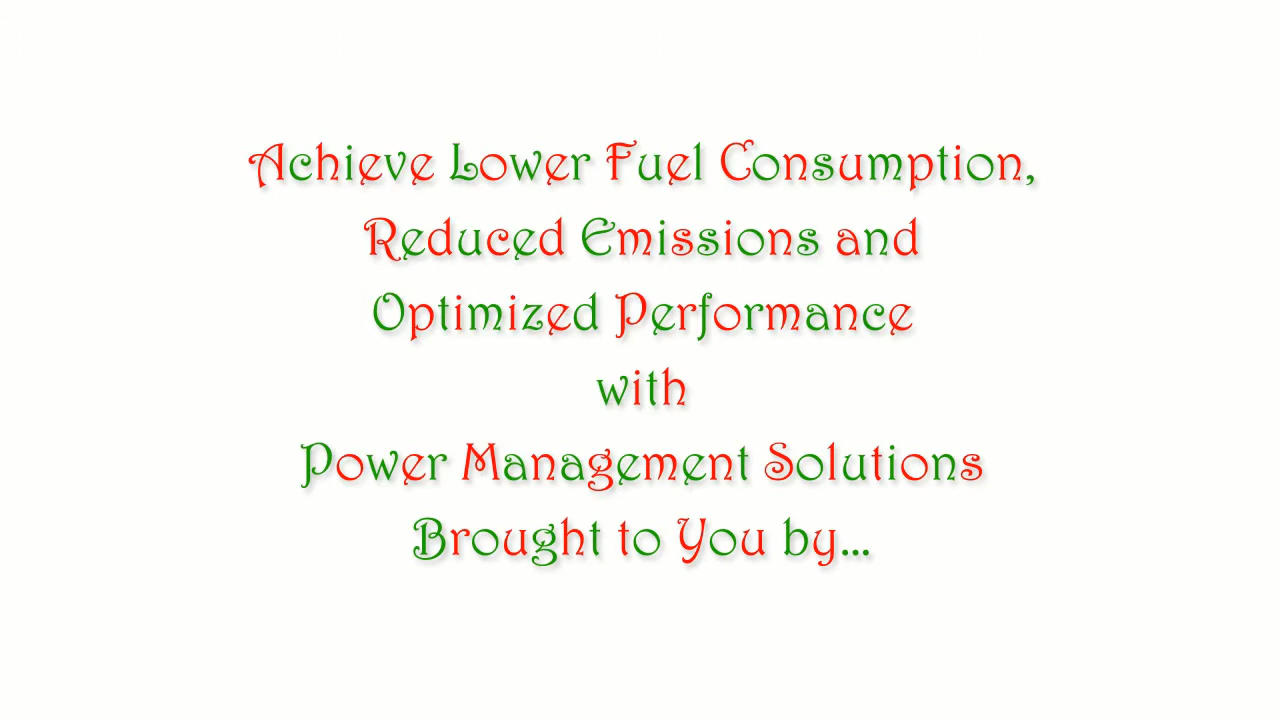 Achieve Lower Fuel Consumption,
Reduced Emissions and
Optimized Performance
with
Power Management Solutions
Brought to You by...